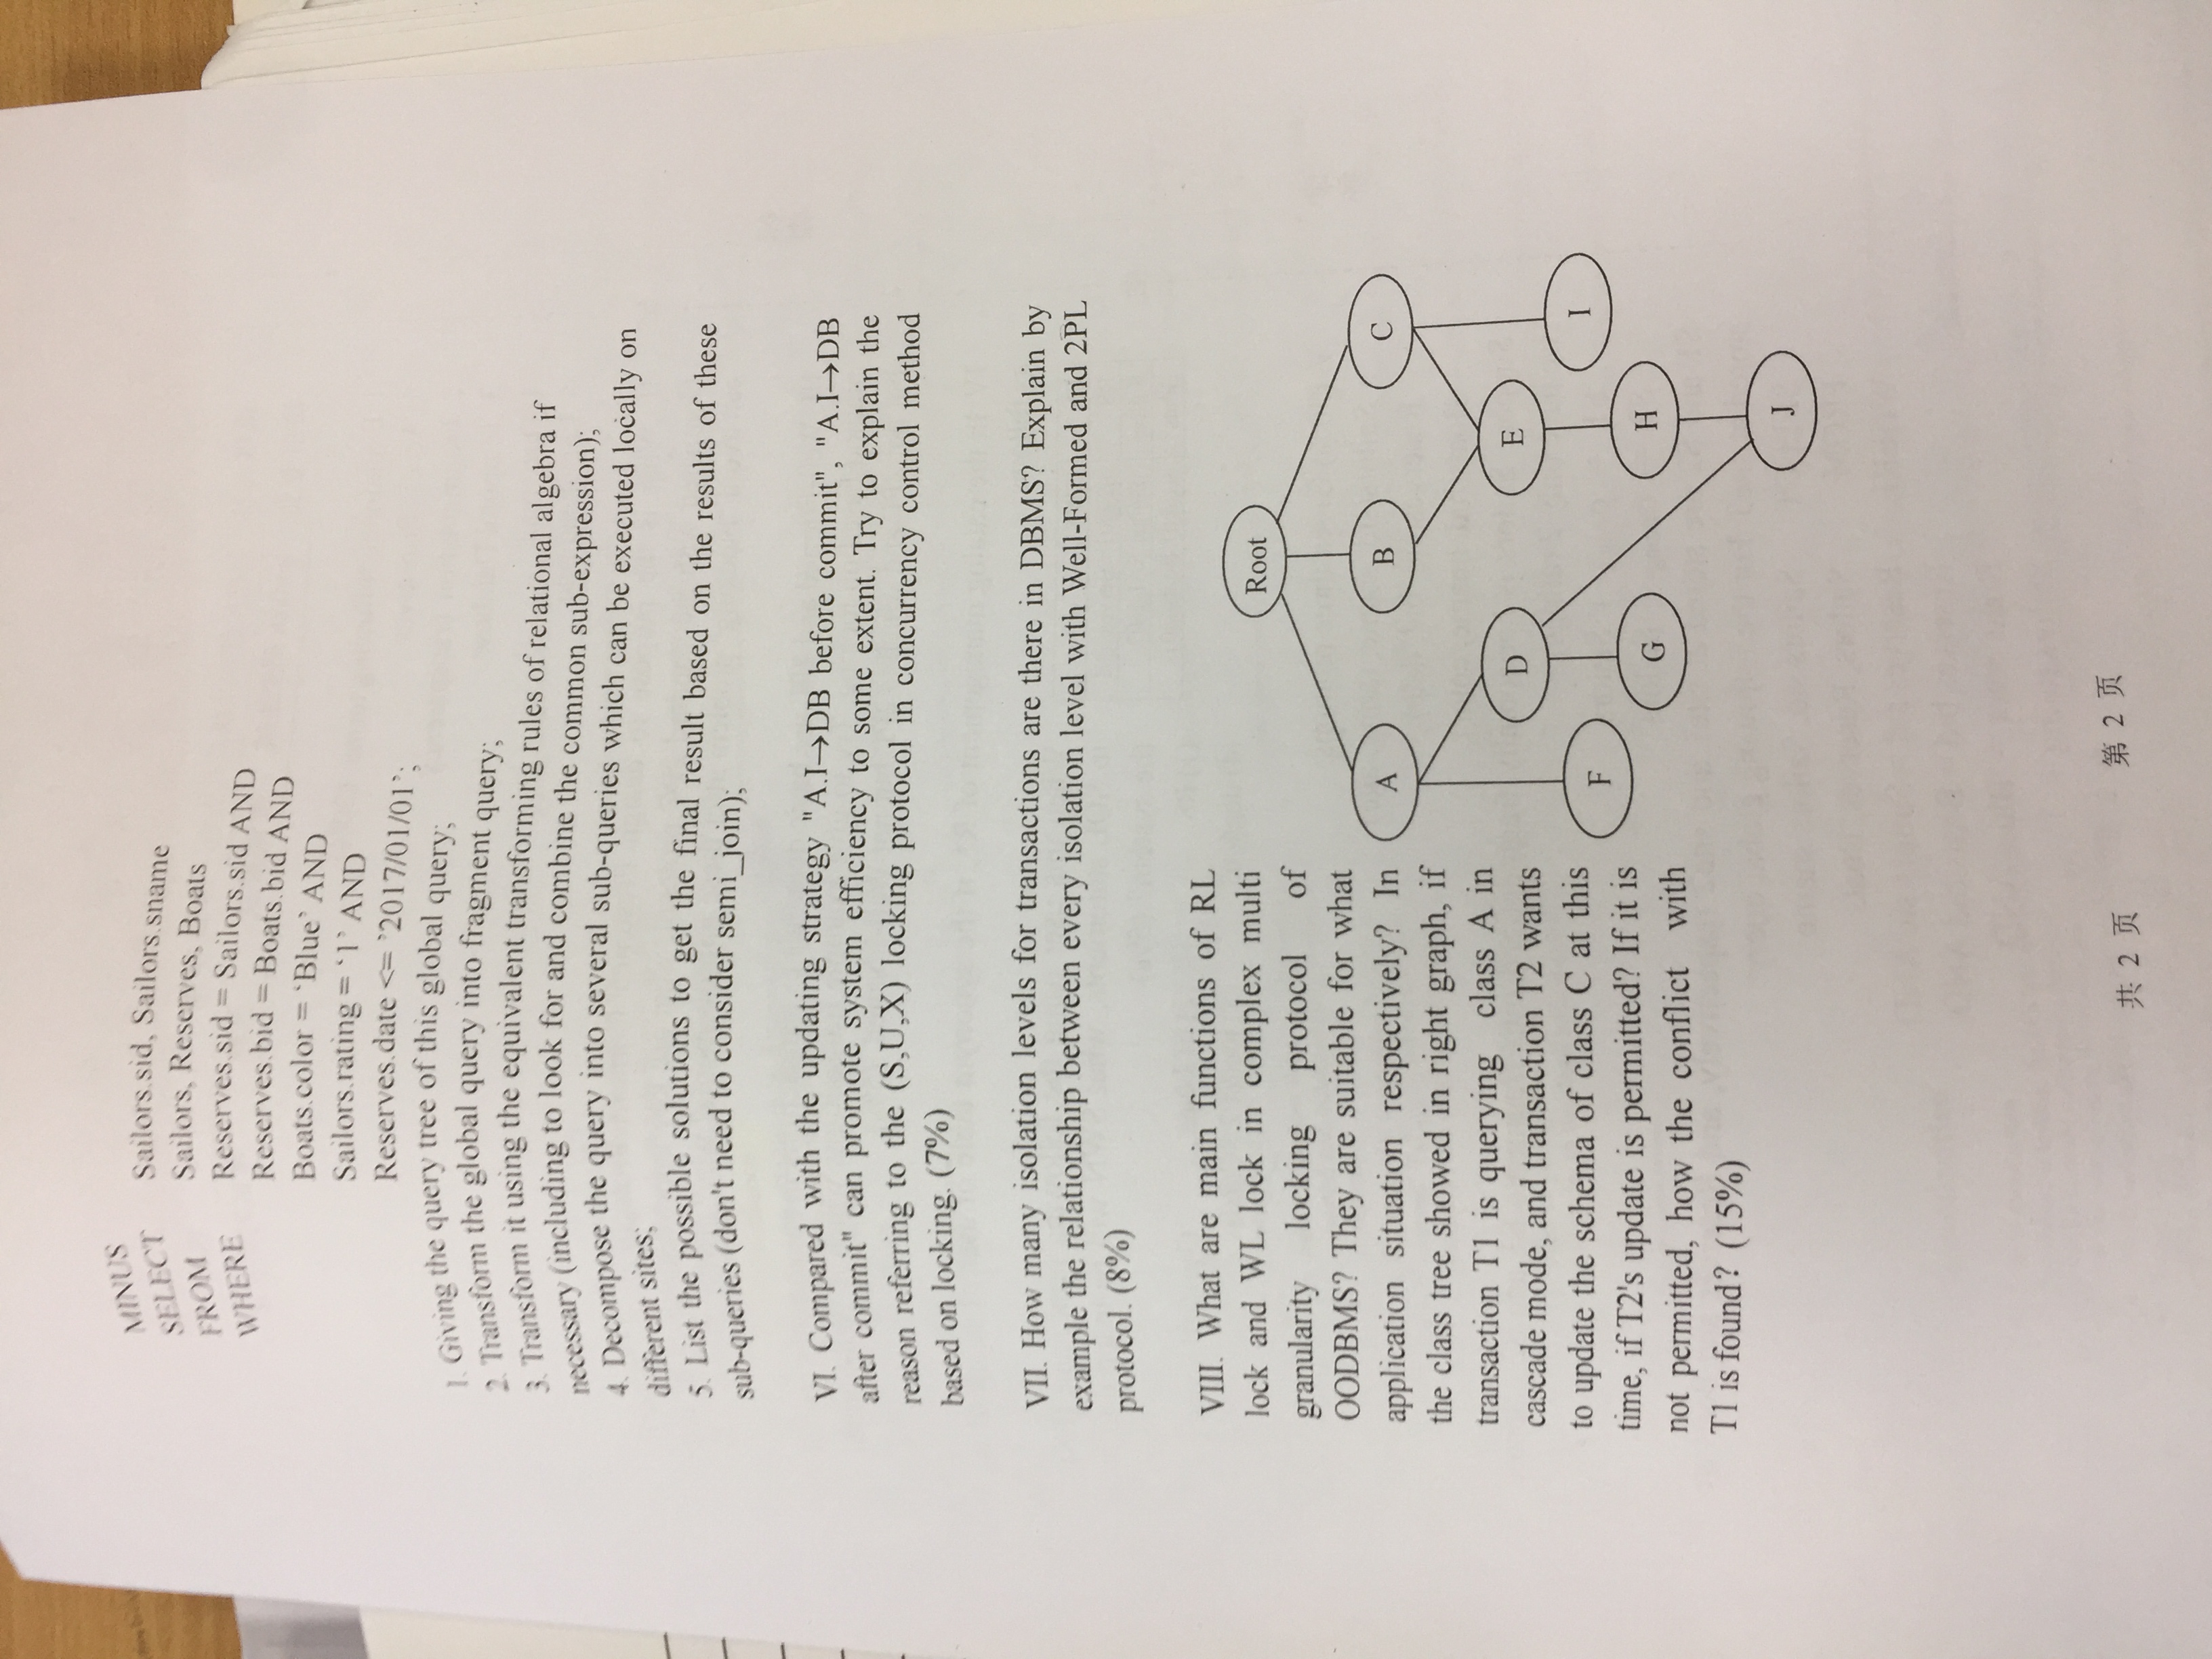 MINUS
SELECT Sailors.sid, Sailors.sname
FROM Sailors, Reserves, Boats
WHERE Reserves.sid = Sailors.sid AND
Reserves.bid = Boats.bid AND
Boats.color = ‘Blue’ AND
Sailors.rating = ‘1’ AND
Reserves.date <= ’2017/01/01’;
1. Giving the query tree of this global query;
2. Transform the global query into fragment query;
3. Transform it using the equivalent transforming rules of relational algebra if
necessary (including to look for and combine the common sub-expression);
4. Decompose the query into several sub-queries which can be executed locally on
different sites;
5. List the possible solutions to get the final result based on the results of these
sub-queries (don't need to consider semi_join);
VI. Compared with the updating strategy "A.I→DB before commit", "A.I→DB
after commit" can promote system efficiency to some extent. Try to explain the
reason referring to the (S,U,X) locking protocol in concurrency control method
based on locking. (7%)
VII. How many isolation levels for transactions are there in DBMS? Explain by
example the relationship between every isolation level with Well-Formed and 2PL
protocol. (8%)
VIII. What are main functions of RL
lock and WL lock in complex multi
granularity locking protocol of
OODBMS? They are suitable for what
application situation respectively? In
the class tree showed in right graph, if
transaction T1 is querying class A in
cascade mode, and transaction T2 wants
to update the schema of class C at this
time, if T2's update is permitted? If it is
not permitted, how the conflict with
T1 is found? (15%)
Root
A B C
D E
F I
G H
J
共 2 页 第 2 页